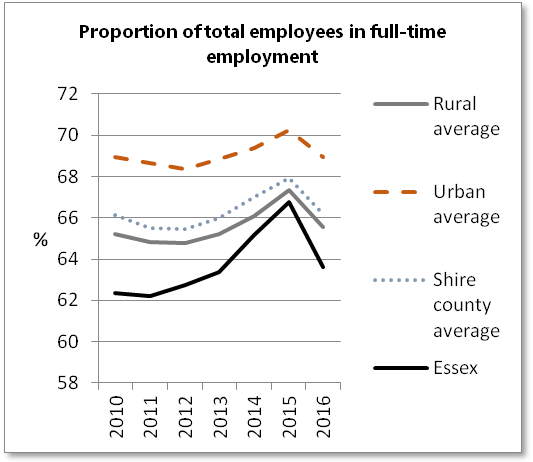 Proportion of total employees in full-time
employment
72
70
68
66
64
62
60
58
%
2010
2011
2012
2013
2014
2015
2016
Rural
average
Urban
average
Shire
county
average
Essex